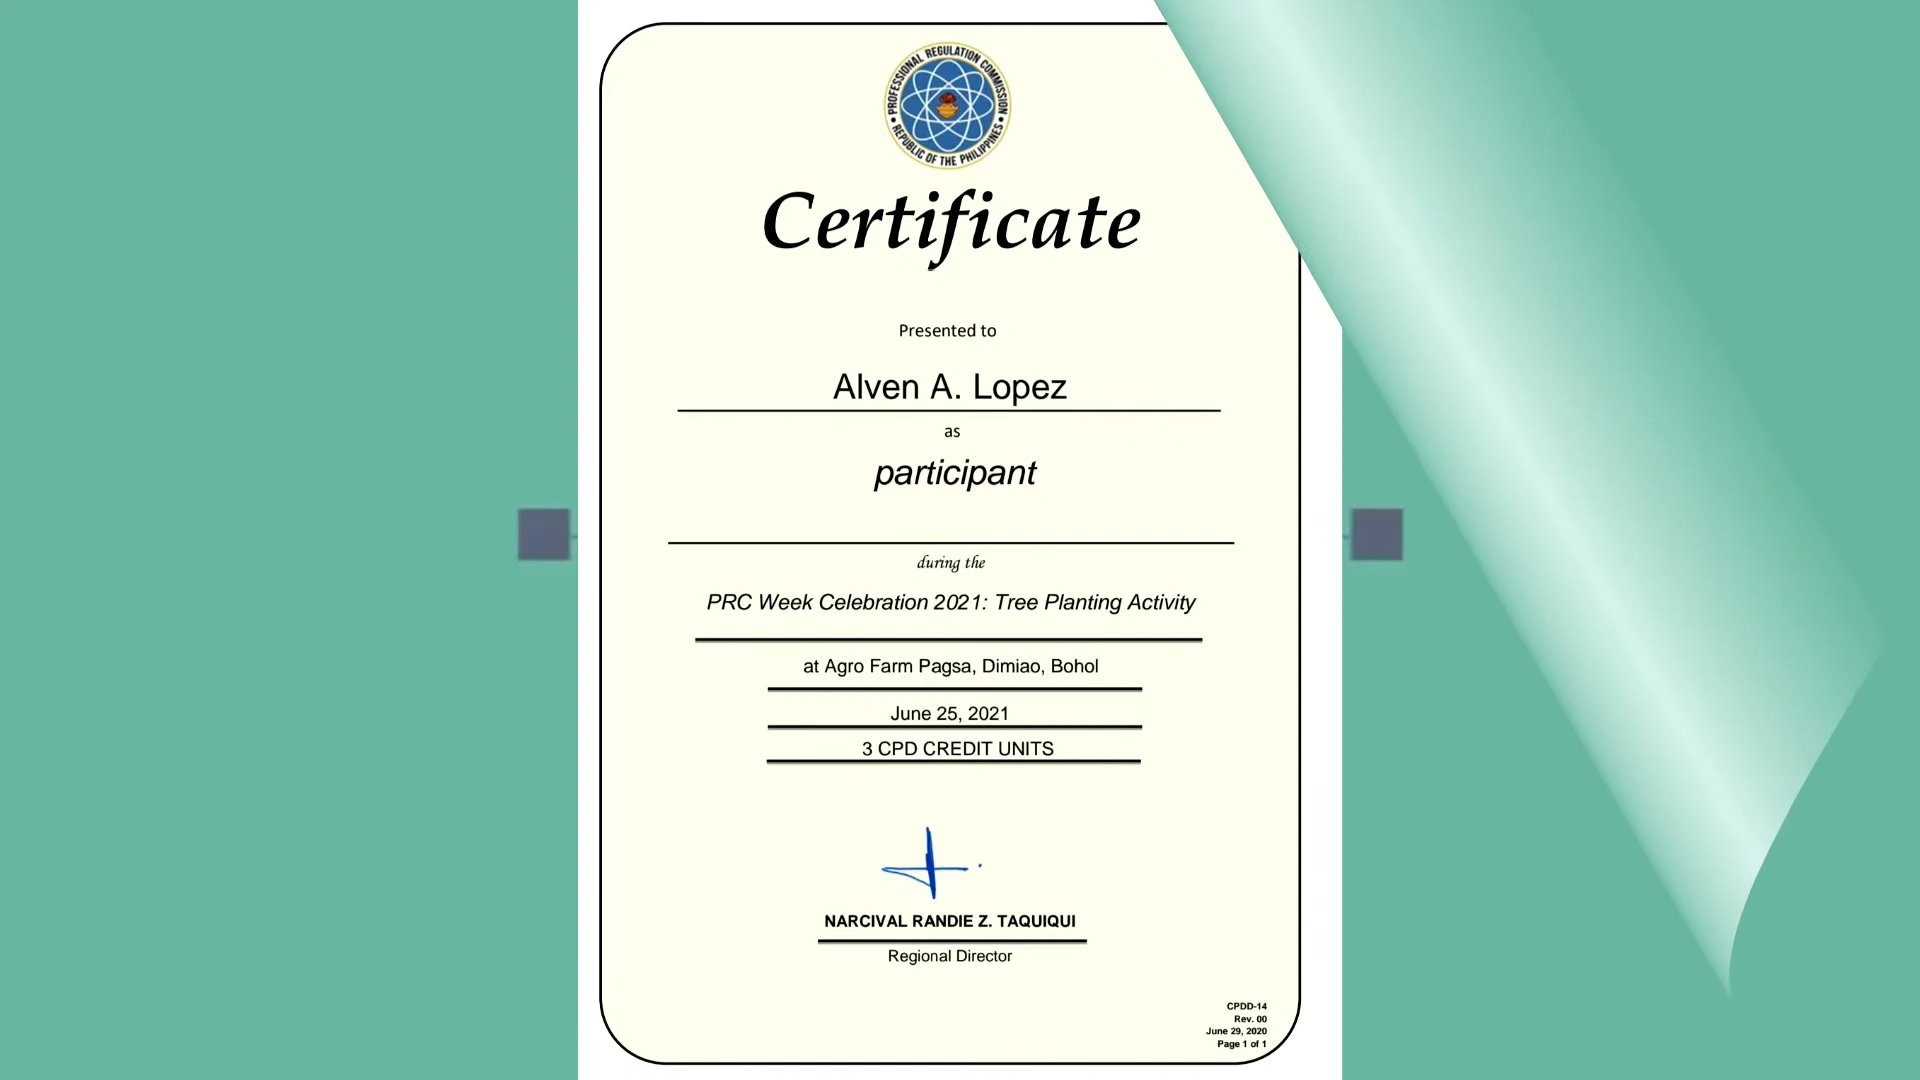 PROFESSIONAL REGULATION COMMISSION
REPUBLIC OF THE PHILIPPINES
Certificate
Presented to
Alven A. Lopez
as
participant
during the
PRC Week Celebration 2021: Tree Planting Activity
at Agro Farm Pagsa, Dimiao, Bohol
June 25, 2021
3 CPD CREDIT UNITS
NARCIVAL RANDIE Z. TAQUIQUI
Regional Director
CPDD-14
Rev. 00
June 29, 2020
Page 1 of 1